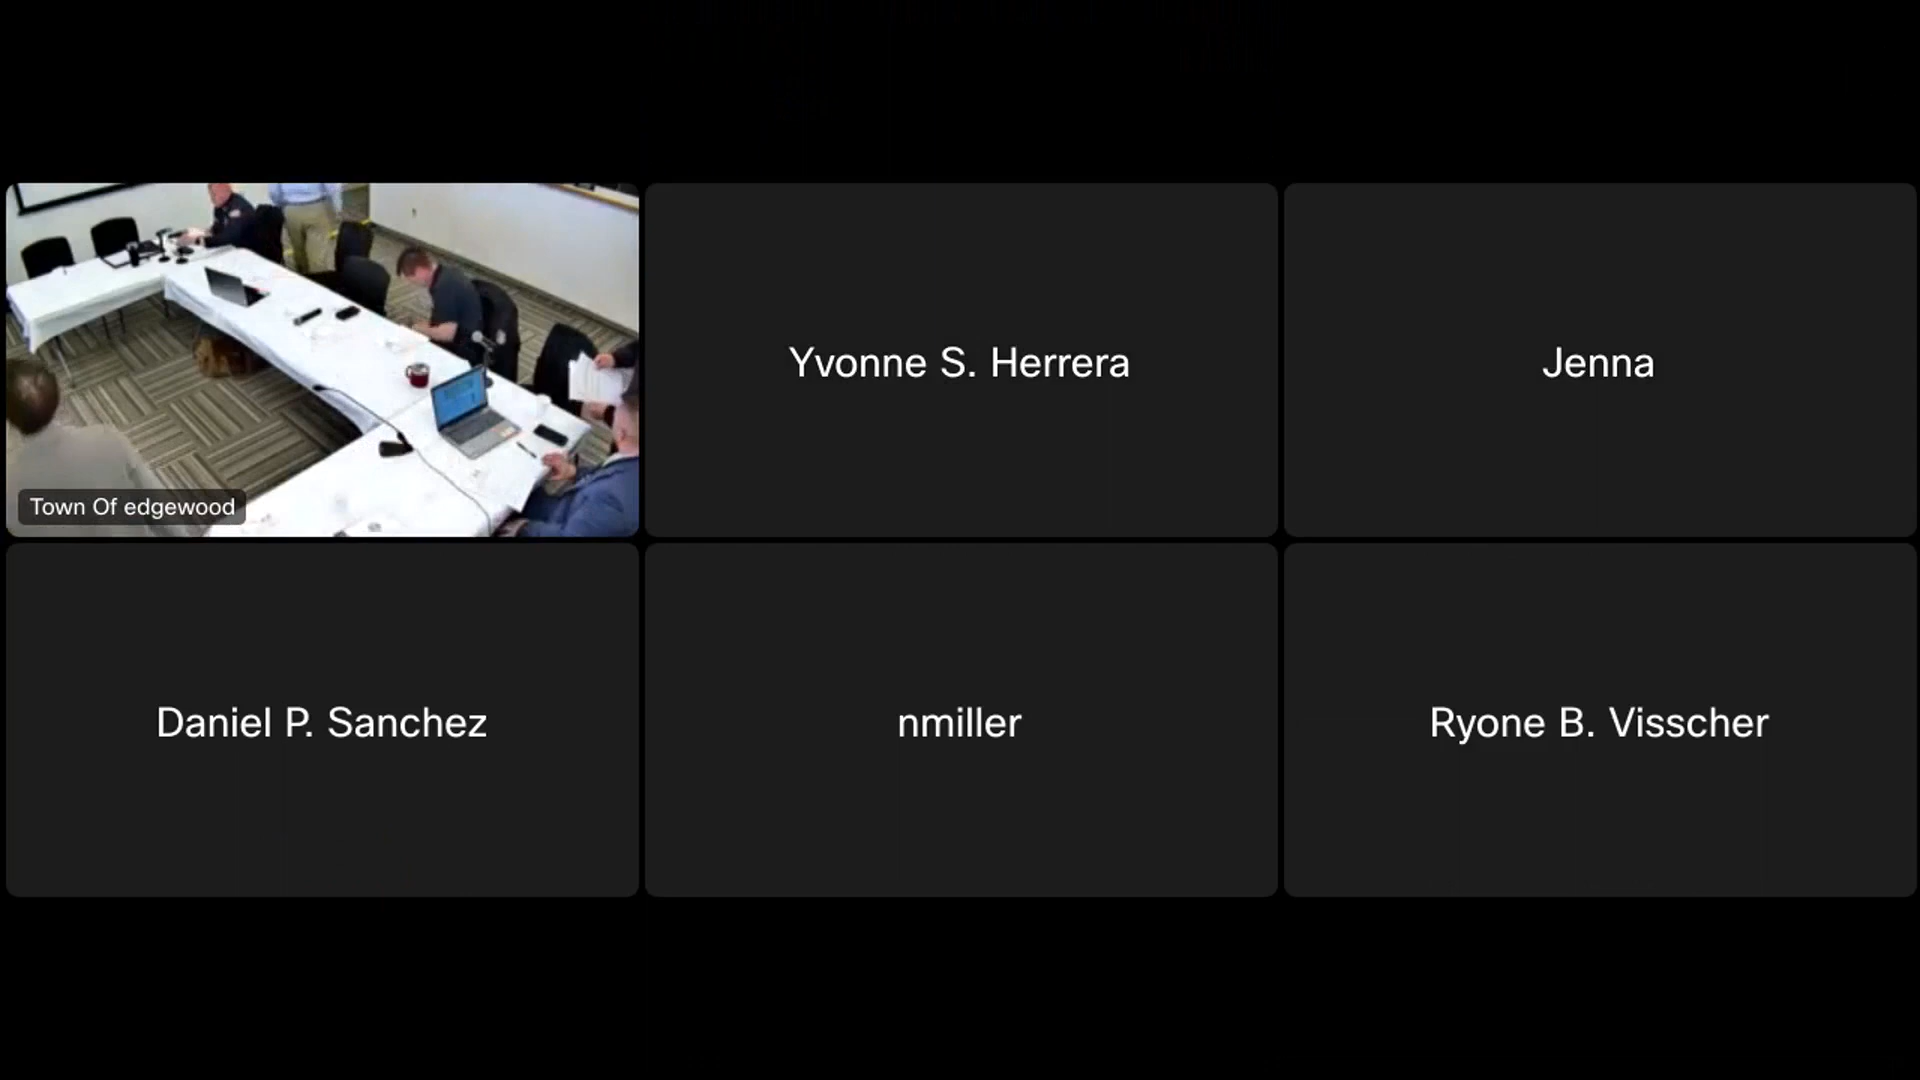 Town Of edgewood
Yvonne S. Herrera
Jenna
Daniel P. Sanchez
nmiller
Ryone B. Visscher